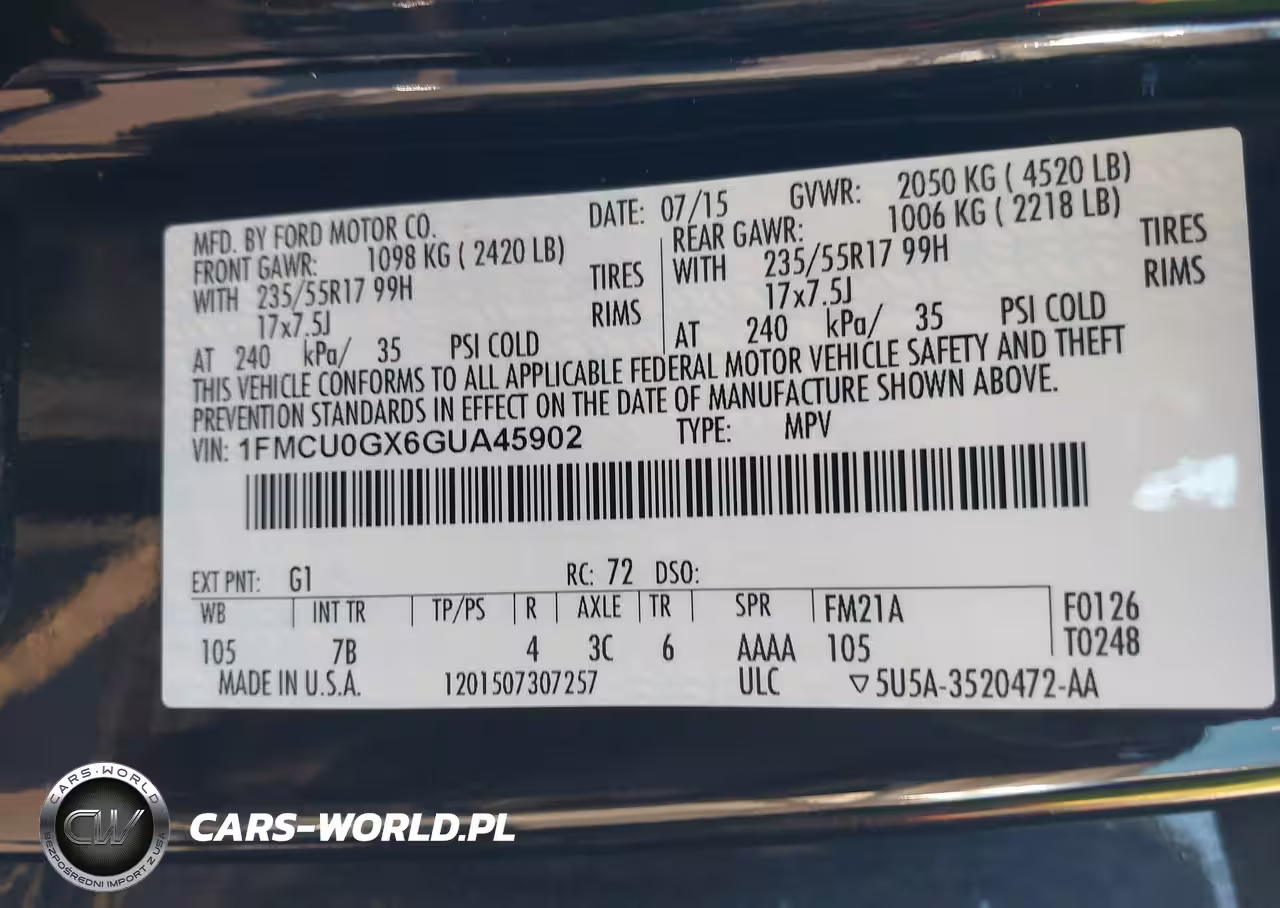 MFD. BY FORD MOTOR CO. DATE: 07/15 GVWR: 2050 KG ( 4520 LB)
FRONT GAWR: 1098 KG ( 2420 LB) REAR GAWR: 1006 KG ( 2218 LB)
WITH 235/55R17 99H TIRES WITH 235/55R17 99H TIRES
17x7.5J RIMS 17x7.5J RIMS
AT 240 kPa/ 35 PSI COLD AT 240 kPa/ 35 PSI COLD
THIS VEHICLE CONFORMS TO ALL APPLICABLE FEDERAL MOTOR VEHICLE SAFETY AND THEFT
PREVENTION STANDARDS IN EFFECT ON THE DATE OF MANUFACTURE SHOWN ABOVE.
VIN: 1FMCU0GX6GUA45902 TYPE: MPV
EXT PNT: G1 RC: 72 DSO:
WB INT TR TP/PS R AXLE TR SPR FM21A F0126
105 7B 4 3C 6 AAAA 105 T0248
MADE IN U.S.A. 1201507307257 ULC ▽5U5A-3520472-AA
CARS-WORLD
CW
BEZPOŚREDNI IMPORT Z USA
CARS-WORLD.PL